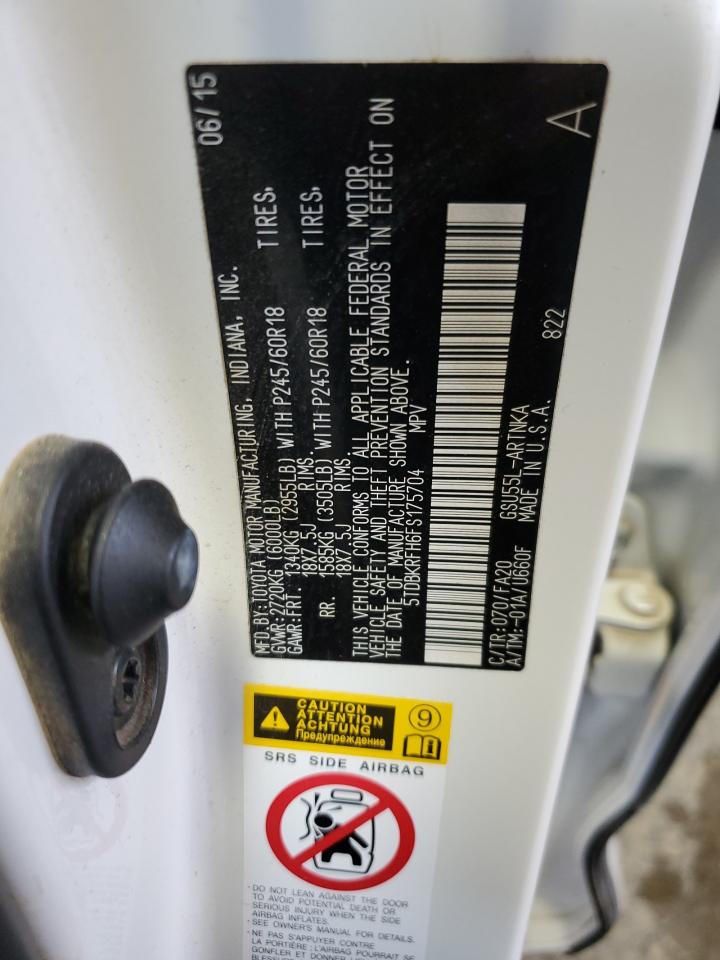 MFD.BY:TOYOTA MOTOR MANUFACTURING, INDIANA, INC. 06/15
GVWR:2720KG (6000LB)
GAWR:FRT. 1340KG (2955LB) WITH P245/60R18 TIRES,
18X7.5J RIMS.
RR. 1585KG (3505LB) WITH P245/60R18 TIRES,
18X7.5J RIMS.
THIS VEHICLE CONFORMS TO ALL APPLICABLE FEDERAL MOTOR
VEHICLE SAFETY AND THEFT PREVENTION STANDARDS IN EFFECT ON
THE DATE OF MANUFACTURE SHOWN ABOVE.
5TDBKRFH6FS175704 MPV
C/TR:070/FA20 GSU55L-ARTNKA 822
A/TM:-01A/U660F MADE IN U.S.A.
A
CAUTION
ATTENTION
ACHTUNG
Предупреждение
9
i
SRS SIDE AIRBAG
- DO NOT LEAN AGAINST THE DOOR
TO AVOID POTENTIAL DEATH OR
SERIOUS INJURY WHEN THE SIDE
AIRBAG INFLATES.
- SEE OWNER'S MANUAL FOR DETAILS.
- NE PAS S'APPUYER CONTRE
LA PORTIÈRE : L'AIRBAG POURRAIT SE
GONFLER ET DONNER